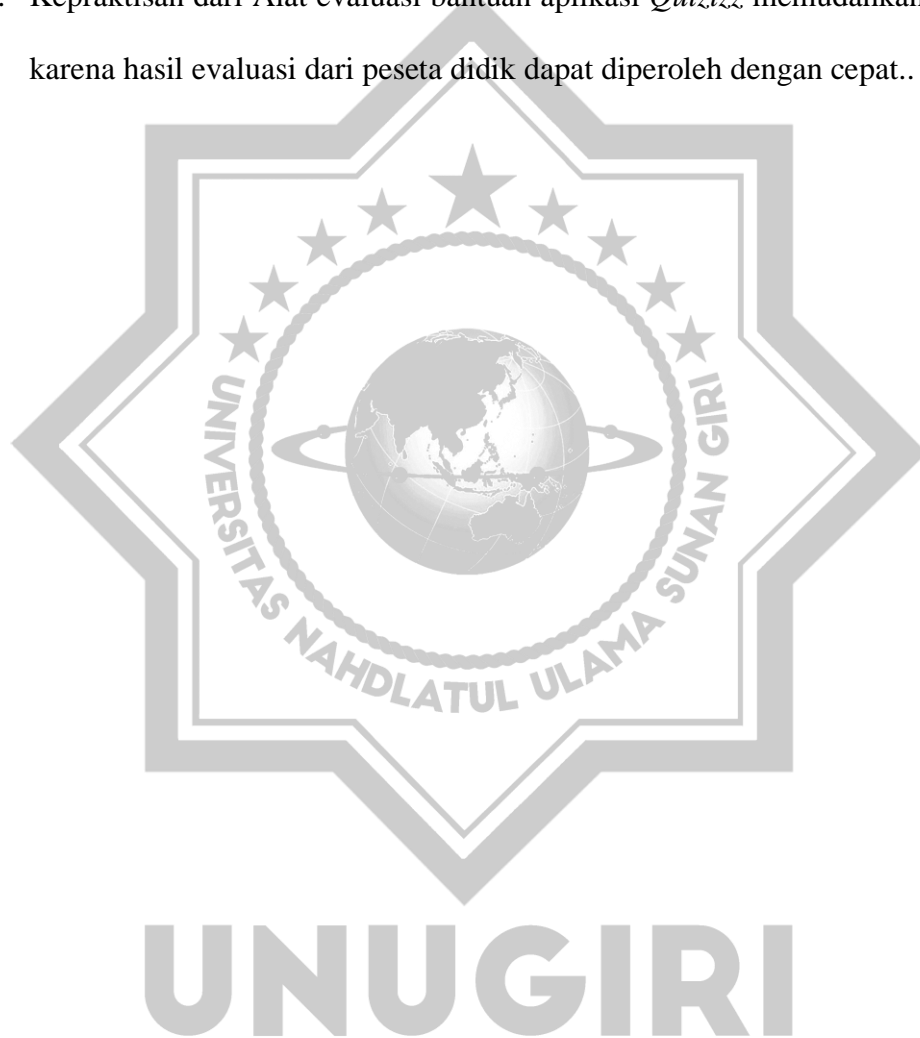 . Kepraktisan dari Alat evaluasi bantuan aplikasi Quizizz memudahkan
karena hasil evaluasi dari peseta didik dapat diperoleh dengan cepat..
UNIVERSITAS NAHDLATUL ULAMA SUNAN GIRI
UNUGIRI